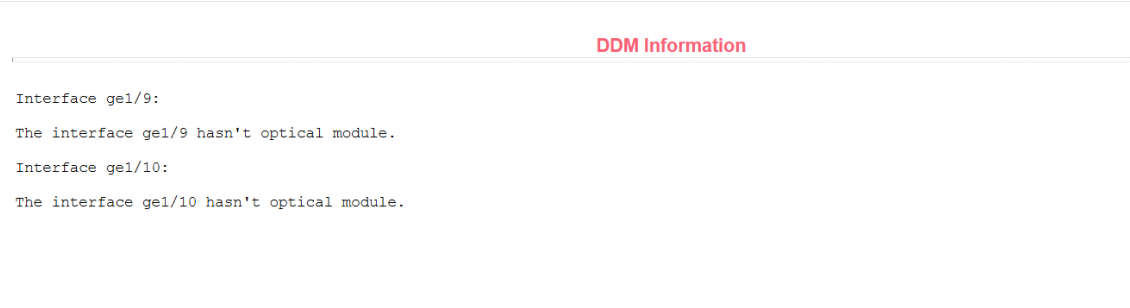 DDM Information
Interface ge1/9:
The interface ge1/9 hasn't optical module.
Interface ge1/10:
The interface ge1/10 hasn't optical module.